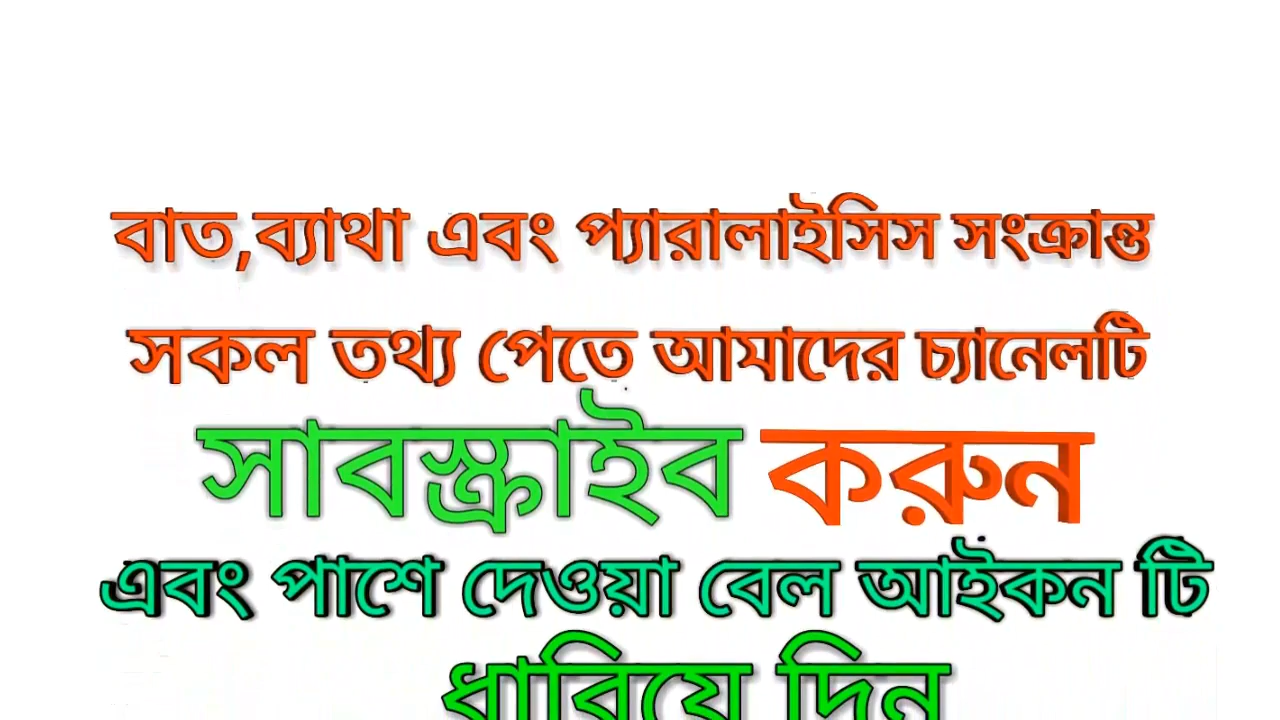 বাত,ব্যাথা এবং প্যারালাইসিস সংক্রান্ত
সকল তথ্য পেতে আমাদের চ্যানেলটি
সাবস্ক্রাইব করুন
এবং পাশে দেওয়া বেল আইকন টি
ধারিয়ে দিন